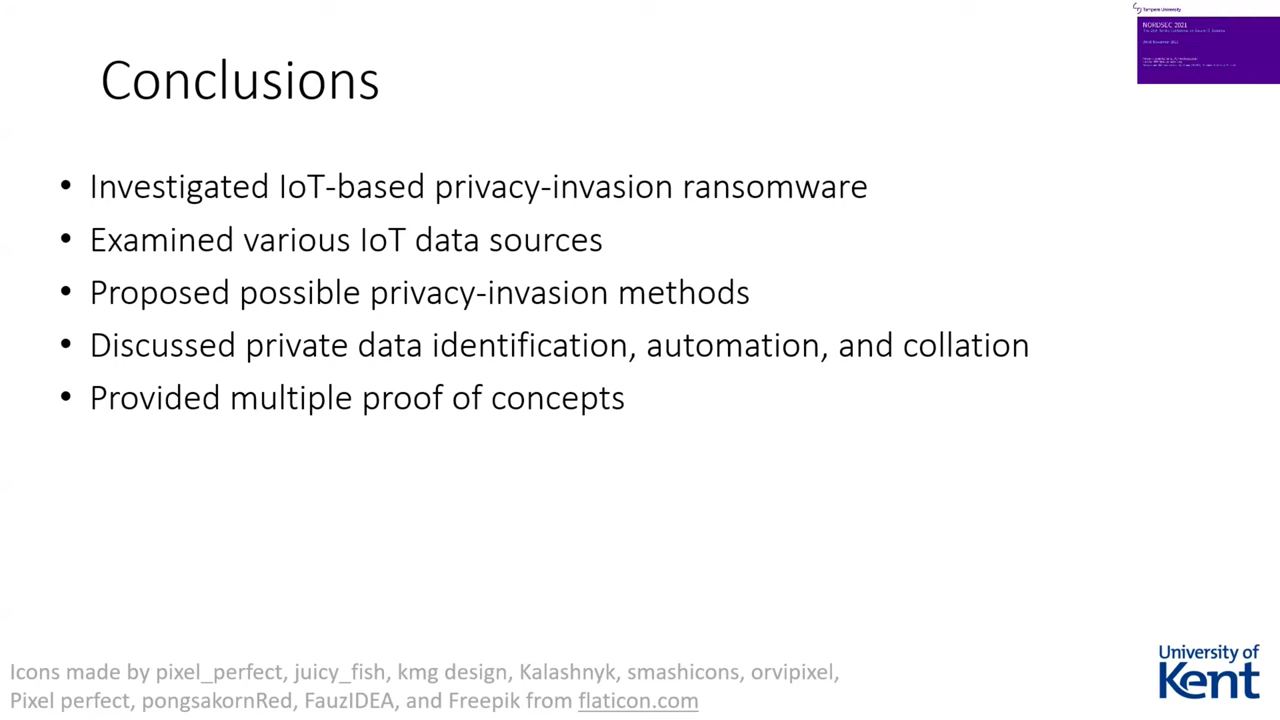 Tampere University
NORDSEC 2021
Conclusions
• Investigated IoT-based privacy-invasion ransomware
• Examined various IoT data sources
• Proposed possible privacy-invasion methods
• Discussed private data identification, automation, and collation
• Provided multiple proof of concepts
Icons made by pixel_perfect, juicy_fish, kmg design, Kalashnyk, smashicons, orvipixel,
Pixel perfect, pongsakornRed, FauzIDEA, and Freepik from flaticon.com
University of
Kent